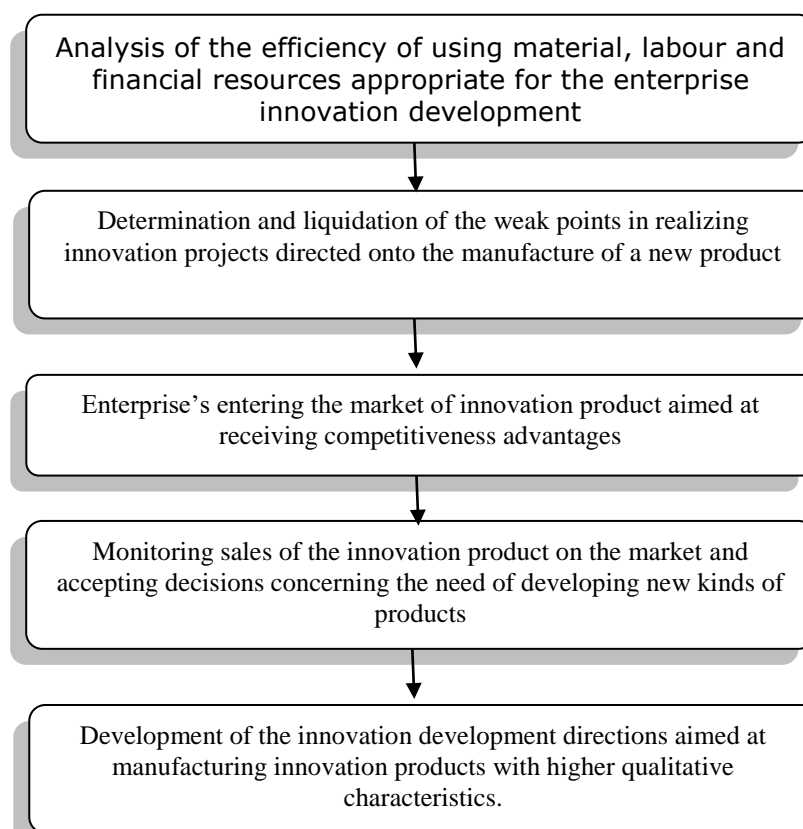 Analysis of the efficiency of using material, labour and
financial resources appropriate for the enterprise
innovation development
Determination and liquidation of the weak points in realizing
innovation projects directed onto the manufacture of a new product
Enterprise’s entering the market of innovation product aimed at
receiving competitiveness advantages
Monitoring sales of the innovation product on the market and
accepting decisions concerning the need of developing new kinds of
products
Development of the innovation development directions aimed at
manufacturing innovation products with higher qualitative
characteristics.